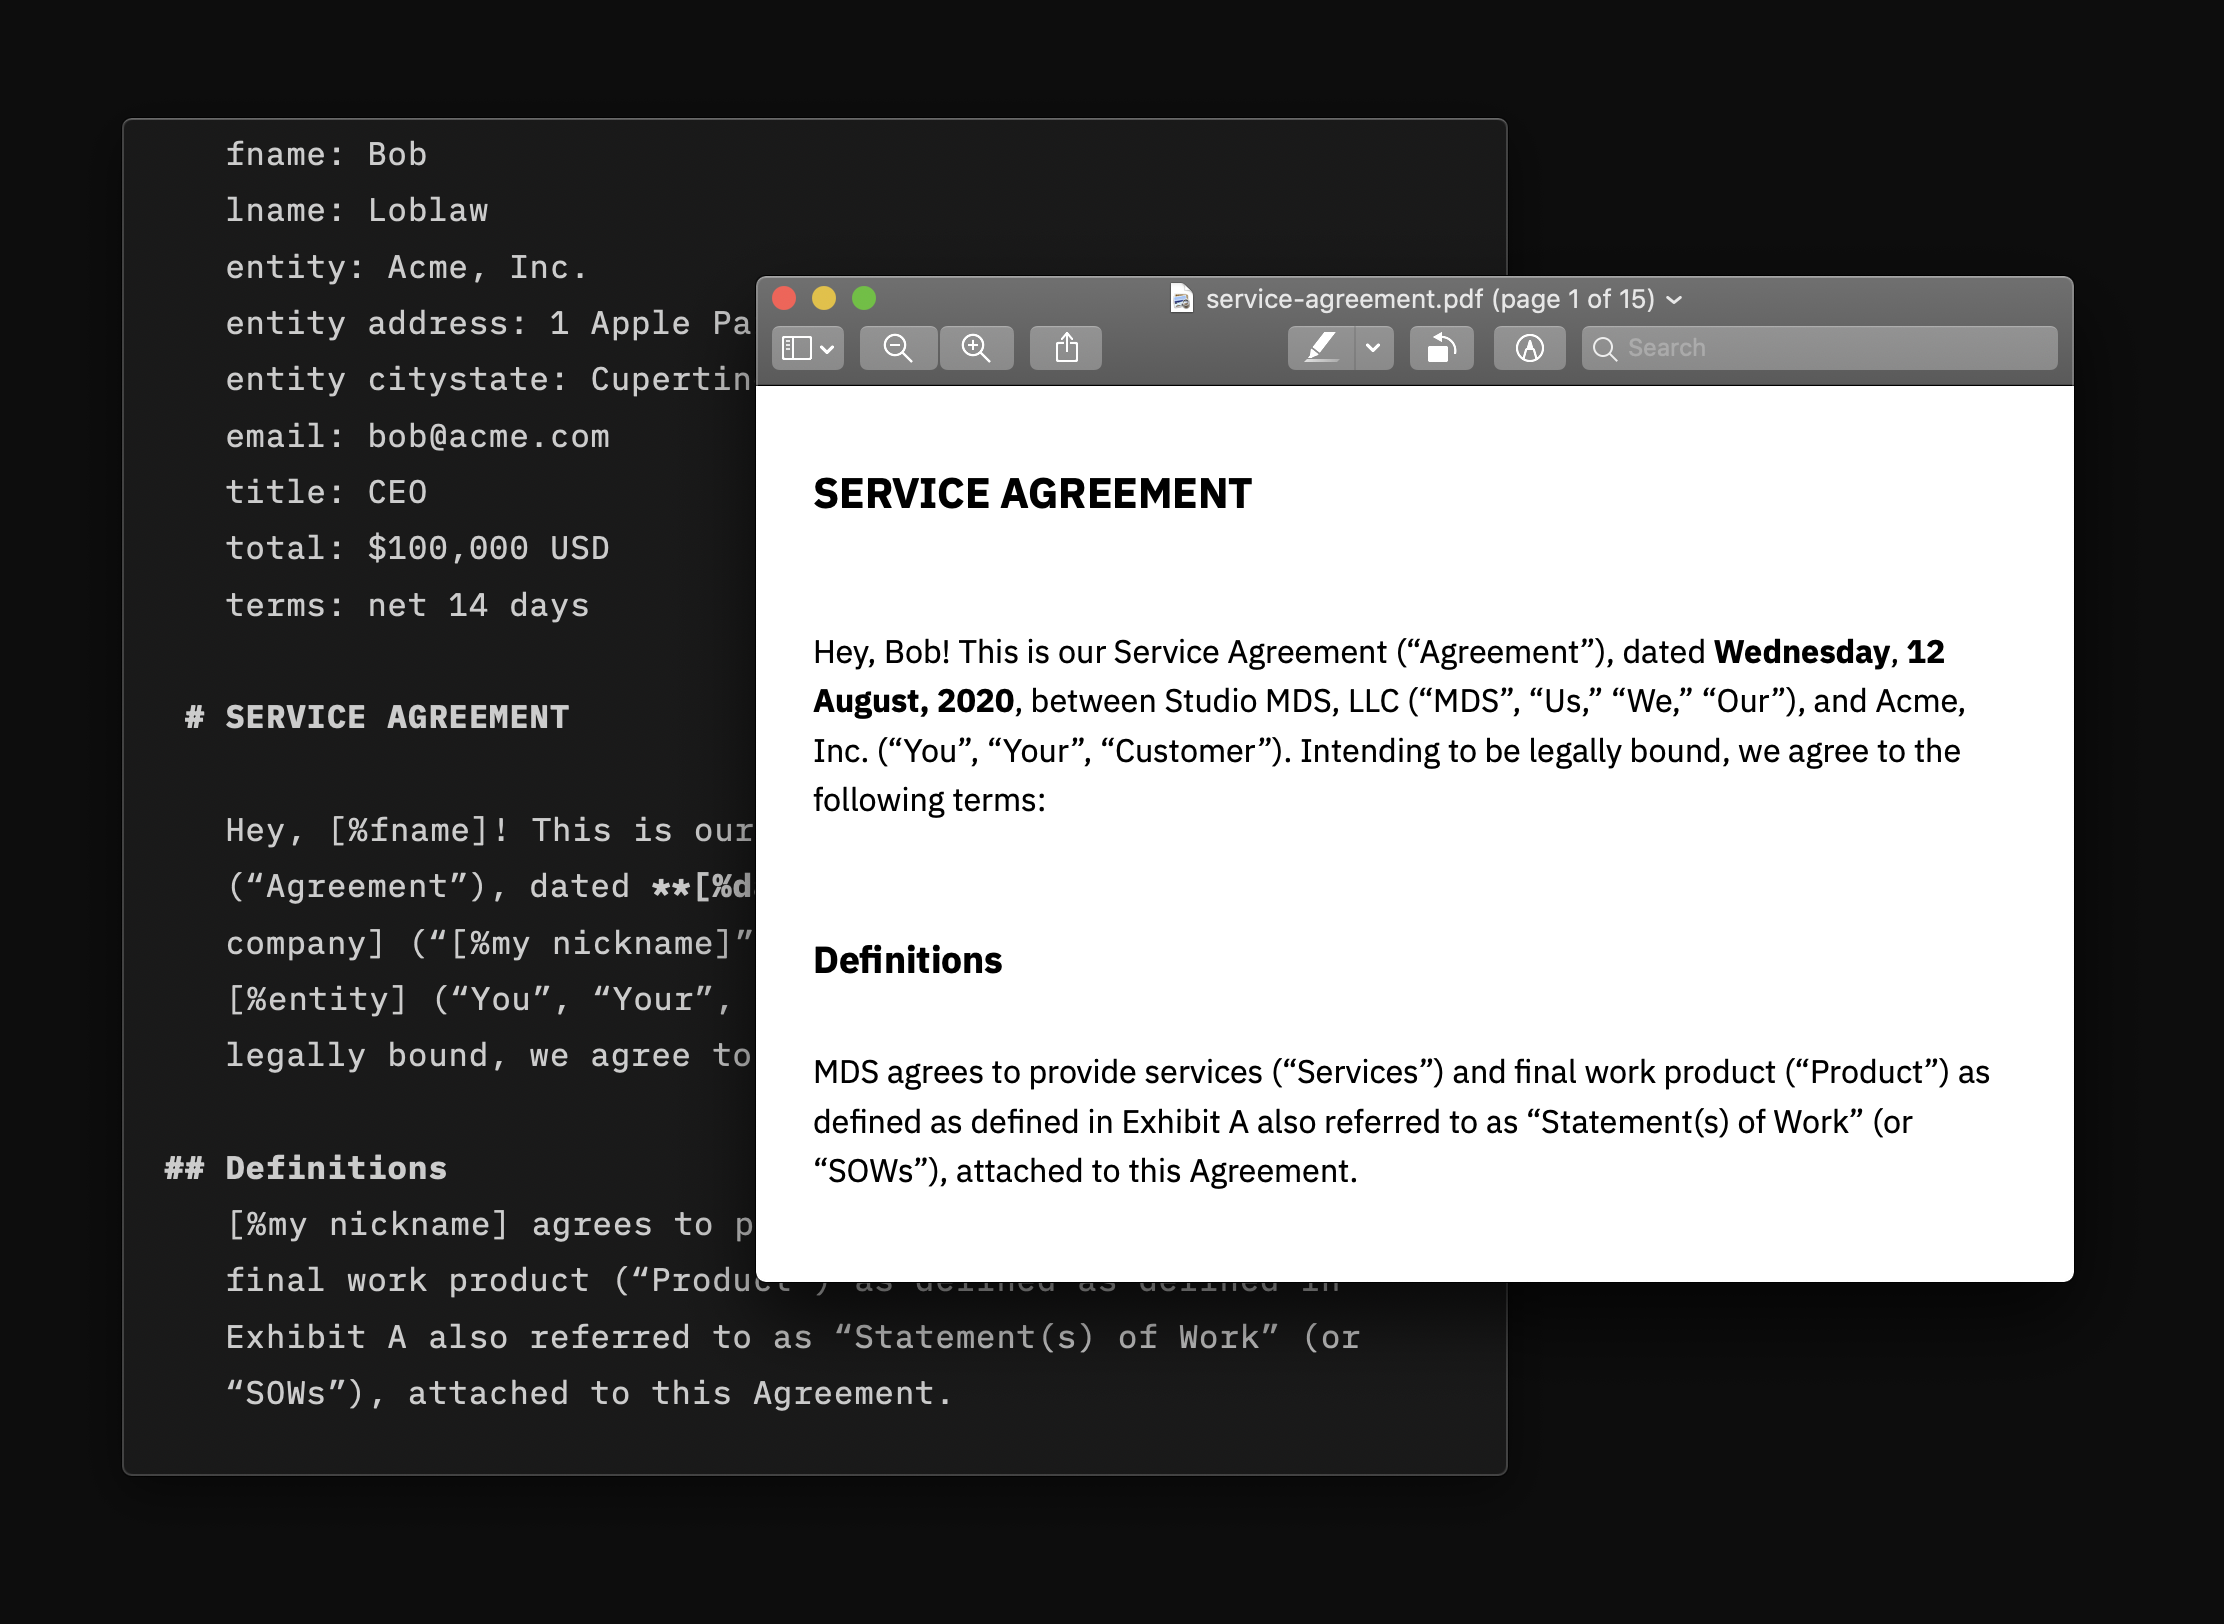 fname: Bob
lname: Loblaw
entity: Acme, Inc.
entity address: 1 Apple
entity citystate:
email: bob@acme.com
title: CEO
total: $100,000 USD
terms: net 14 days
# SERVICE AGREEMENT
Hey, [%fname]! This is our
(“Agreement”), dated **[%d
company] (“[%my nickname]”
[%entity] (“You”, “Your”,
legally bound, we agree to
## Definitions
[%my nickname] agrees to
final work product (“Product”) as defined as defined in
Exhibit A also referred to as “Statement(s) of Work” (or
“SOWs”), attached to this Agreement.
service-agreement.pdf (page 1 of 15)
Search
SERVICE AGREEMENT
Hey, Bob! This is our Service Agreement (“Agreement”), dated Wednesday, 12
August, 2020, between Studio MDS, LLC (“MDS”, “Us,” “We,” “Our”), and Acme,
Inc. (“You”, “Your”, “Customer”). Intending to be legally bound, we agree to the
following terms:
Definitions
MDS agrees to provide services (“Services”) and final work product (“Product”) as
defined as defined in Exhibit A also referred to as “Statement(s) of Work” (or
“SOWs”), attached to this Agreement.